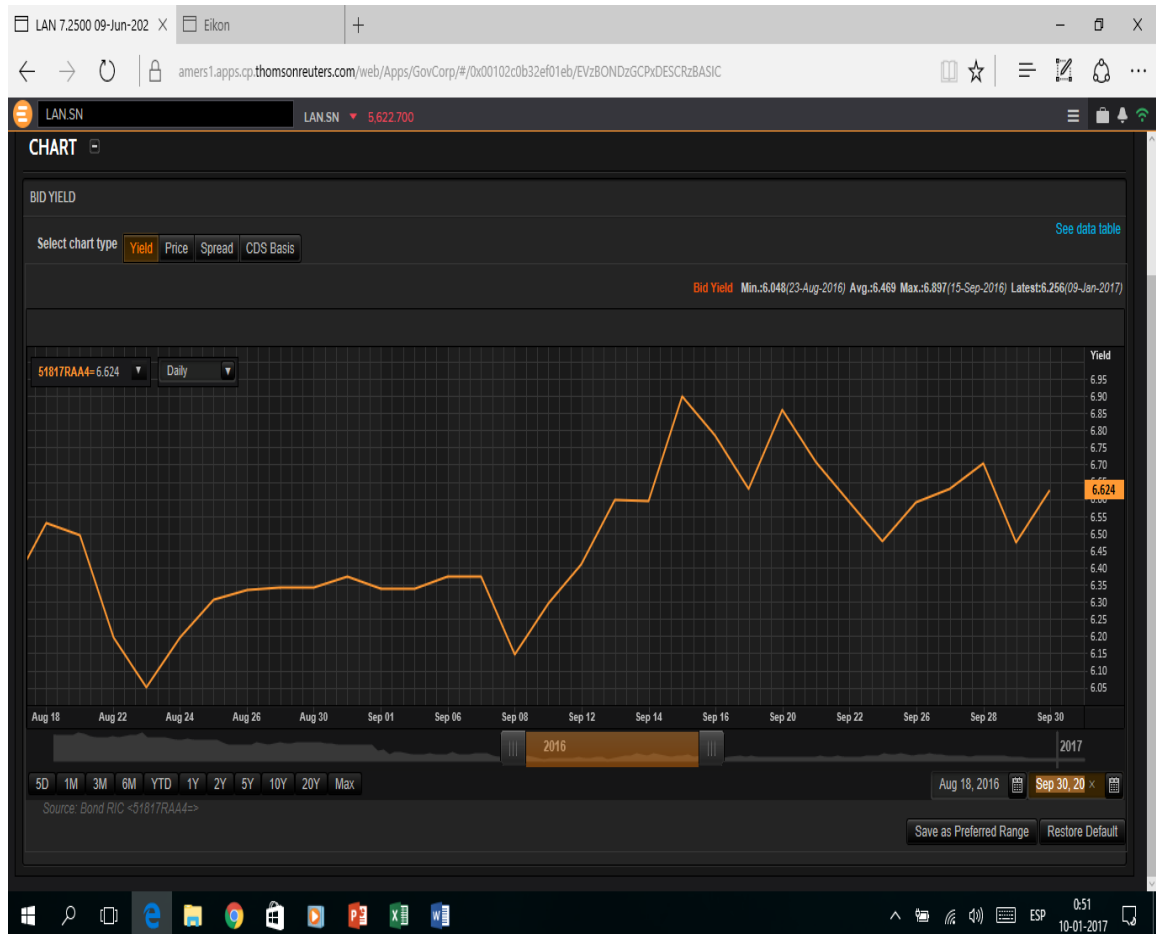 LAN 7.2500 09-Jun-202
Eikon
amers1.apps.cp.thomsonreuters.com/web/Apps/GovCorp/#/0x00102c0b32ef01eb/EVzBONDzGCPxDESCRzBASIC
LAN.SN LAN.SN ▼ 5,622.700
CHART
BID YIELD
See data table
Select chart type Yield Price Spread CDS Basis
Bid Yield Min.:6.048(23-Aug-2016) Avg.:6.469 Max.:6.897(15-Sep-2016) Latest:6.256(09-Jan-2017)
Yield
51817RAA4=6.624 Daily
6.95
6.90
6.85
6.80
6.75
6.70
6.624
6.55
6.50
6.45
6.40
6.35
6.30
6.25
6.20
6.15
6.10
6.05
Aug 18 Aug 22 Aug 24 Aug 26 Aug 30 Sep 01 Sep 06 Sep 08 Sep 12 Sep 14 Sep 16 Sep 20 Sep 22 Sep 26 Sep 28 Sep 30
2016 2017
5D 1M 3M 6M YTD 1Y 2Y 5Y 10Y 20Y Max
Aug 18, 2016 Sep 30, 20
Source: Bond RIC <51817RAA4=>
Save as Preferred Range Restore Default
ESP
0:51
10-01-2017